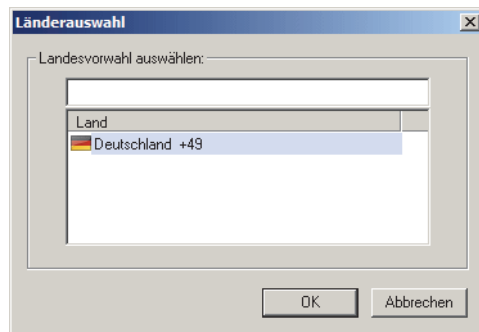 Länderauswahl
Landesvorwahl auswählen:
Land
Deutschland +49
OK
Abbrechen